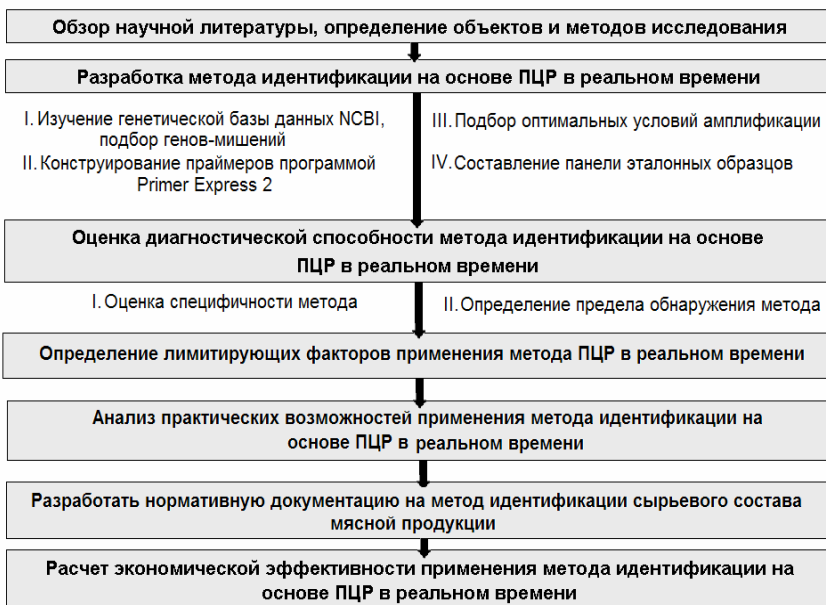 Обзор научной литературы, определение объектов и методов исследования
Разработка метода идентификации на основе ПЦР в реальном времени
I. Изучение генетической базы данных NCBI,
подбор генов-мишений
II. Конструирование праймеров программой
Primer Express 2
III. Подбор оптимальных условий амплификации
IV. Составление панели эталонных образцов
Оценка диагностической способности метода идентификации на основе
ПЦР в реальном времени
I. Оценка специфичности метода
II. Определение предела обнаружения метода
Определение лимитирующих факторов применения метода ПЦР в реальном времени
Анализ практических возможностей применения метода идентификации на
основе ПЦР в реальном времени
Разработать нормативную документацию на метод идентификации сырьевого состава
мясной продукции
Расчет экономической эффективности применения метода идентификации на
основе ПЦР в реальном времени